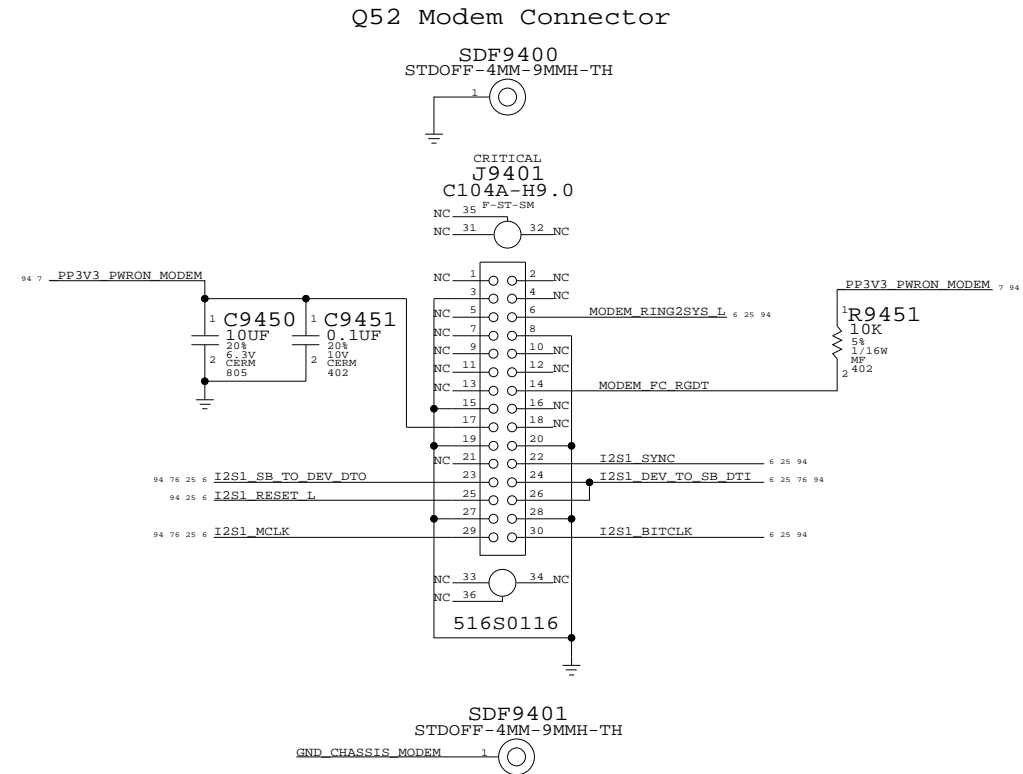 Q52 Modem Connector
SDF9400
STDOFF-4MM-9MMH-TH
1
CRITICAL
J9401
C104A-H9.0
F-ST-SM
NC 35
NC 31 32 NC
94 7 PP3V3_PWRON_MODEM
NC 1 2 NC
3 4 NC
PP3V3_PWRON_MODEM 7 94
NC 5 6 MODEM_RING2SYS_L 6 25 94
NC 7 8
NC 9 10 NC
NC 11 12 NC
NC 13 14 MODEM_FC_RGDT
15 16 NC
17 18 NC
19 20
NC 21 22 I2S1_SYNC 6 25 94
94 76 25 6 I2S1_SB_TO_DEV_DTO 23 24 I2S1_DEV_TO_SB_DTI 6 25 76 94
94 25 6 I2S1_RESET_L 25 26
27 28
94 76 25 6 I2S1_MCLK 29 30 I2S1_BITCLK 6 25 94
1 C9450
10UF
20%
6.3V
2 CERM
805
1 C9451
0.1UF
20%
10V
2 CERM
402
1 R9451
10K
5%
1/16W
MF
2 402
NC 33 34 NC
NC 36
516S0116
SDF9401
STDOFF-4MM-9MMH-TH
GND_CHASSIS_MODEM 1